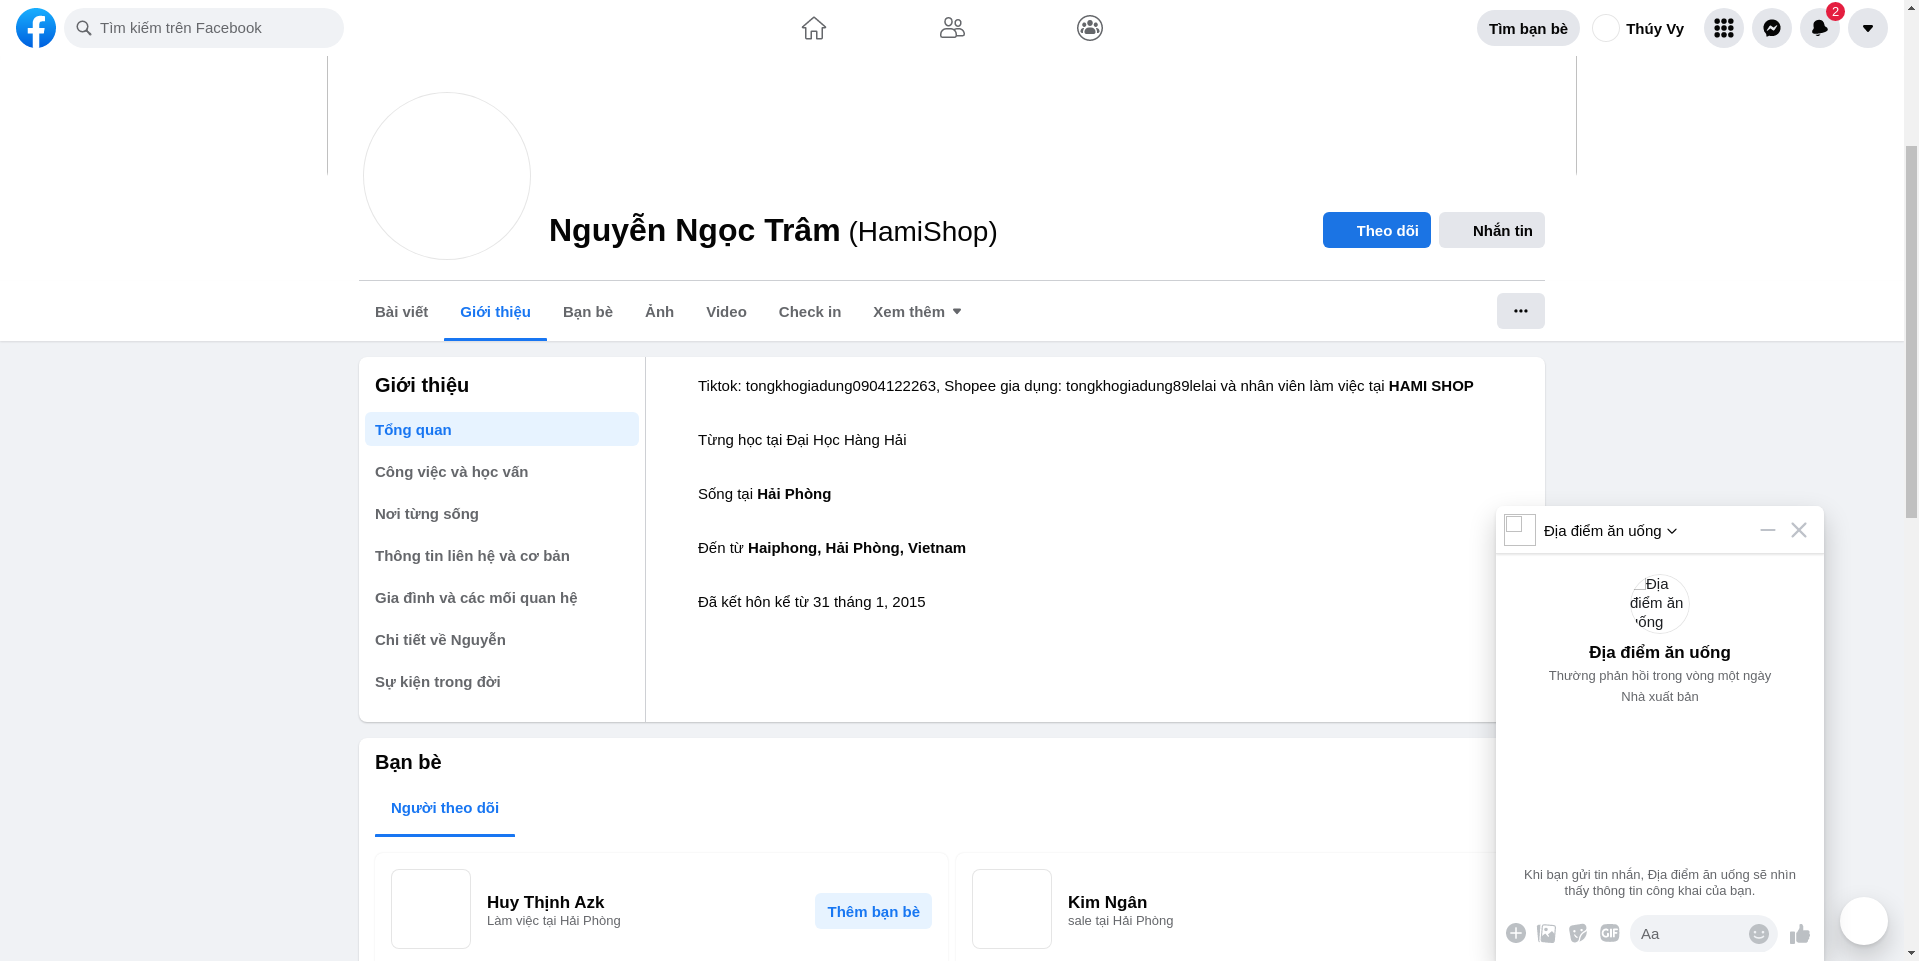 Tìm kiếm trên Facebook
Tìm bạn bè
Thúy Vy
2
Nguyễn Ngọc Trâm (HamiShop)
Theo dõi
Nhắn tin
Bài viết
Giới thiệu
Bạn bè
Ảnh
Video
Check in
Xem thêm
Giới thiệu
Tổng quan
Công việc và học vấn
Nơi từng sống
Thông tin liên hệ và cơ bản
Gia đình và các mối quan hệ
Chi tiết về Nguyễn
Sự kiện trong đời
Tiktok: tongkhogiadung0904122263, Shopee gia dụng: tongkhogiadung89lelai và nhân viên làm việc tại HAMI SHOP
Từng học tại Đại Học Hàng Hải
Sống tại Hải Phòng
Đến từ Haiphong, Hải Phòng, Vietnam
Đã kết hôn kể từ 31 tháng 1, 2015
Bạn bè
Người theo dõi
Huy Thịnh Azk
Làm việc tại Hải Phòng
Thêm bạn bè
Kim Ngân
sale tại Hải Phòng
Địa điểm ăn uống
Địa
điểm ăn
uống
Địa điểm ăn uống
Thường phản hồi trong vòng một ngày
Nhà xuất bản
Khi bạn gửi tin nhắn, Địa điểm ăn uống sẽ nhìn
thấy thông tin công khai của bạn.
GIF
Aa